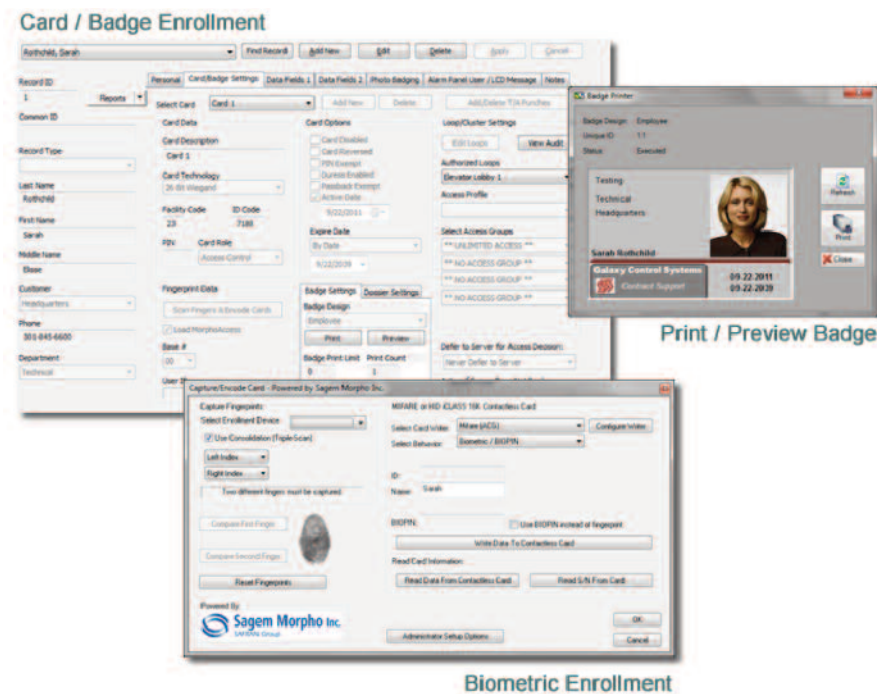 Card / Badge Enrollment
Rothchild, Sarah
Find Record
Add New
Edit
Delete
Apply
Cancel
Record ID
1
Reports
Common ID
Record Type
Last Name
Rothchild
First Name
Sarah
Middle Name
Elisse
Customer
Headquarters
Phone
301-845-6600
Department
Technical
Personal
Card/Badge Settings
Data Fields 1
Data Fields 2
Photo Badging
Alarm Panel User / LCD Message
Notes
Select Card
Card 1
Add New
Delete
Add/Delete T/A Punches
Card Data
Card Description
Card 1
Card Technology
26 Bit Wiegand
Facility Code
ID Code
23
7180
PIV
Card Role
Access Control
Fingerprint Data
Scan Fingers & Encode Cards
Load MorphoAccess
Base #
00
Card Options
Card Disabled
Card Reversed
PIN Exempt
Duress Enabled
Passback Exempt
Active Date
9/22/2011
Expire Date
By Date
9/22/2039
Badge Settings
Dossier Settings
Badge Design
Employee
Print
Preview
Badge Print Limit
Print Count
0
1
Loop/Cluster Settings
Edit Loops
View Audit
Authorized Loops
Elevator Lobby 1
Access Profile
Select Access Groups
** UNLIMITED ACCESS **
** NO ACCESS GROUP **
** NO ACCESS GROUP **
** NO ACCESS GROUP **
Defer to Server for Access Decision:
Never Defer to Server
Badge Printer
Badge Design: Employee
Unique ID 1:1
Status: Executed
Testing
Technical
Headquarters
Sarah Rothchild
Galaxy Control Systems
Contract Support
09-22-2011
09-22-2039
Refresh
Print
Close
Print / Preview Badge
Capture/Encode Card - Powered by Sagem Morpho Inc.
Capture Fingerprints:
Select Enrollment Device:
Use Consolidation (Triple Scan)
Left Index
Right Index
Two different fingers must be captured
Compare First Finger
Compare Second Finger
Reset Fingerprints
Powered By:
Sagem Morpho Inc.
SAFRAN Group
MIFARE or HID iCLASS 16K Contactless Card
Select Card Writer:
Mifare (ACG)
Configure Writer
Select Behavior:
Biometric / BIOPIN
ID:
Name:
Sarah
BIOPIN:
Use BIOPIN instead of fingerprint
Write Data To Contactless Card
Read Card Information:
Read Data From Contactless Card
Read S/N From Card
Administrator Setup Options
OK
Cancel
Biometric Enrollment